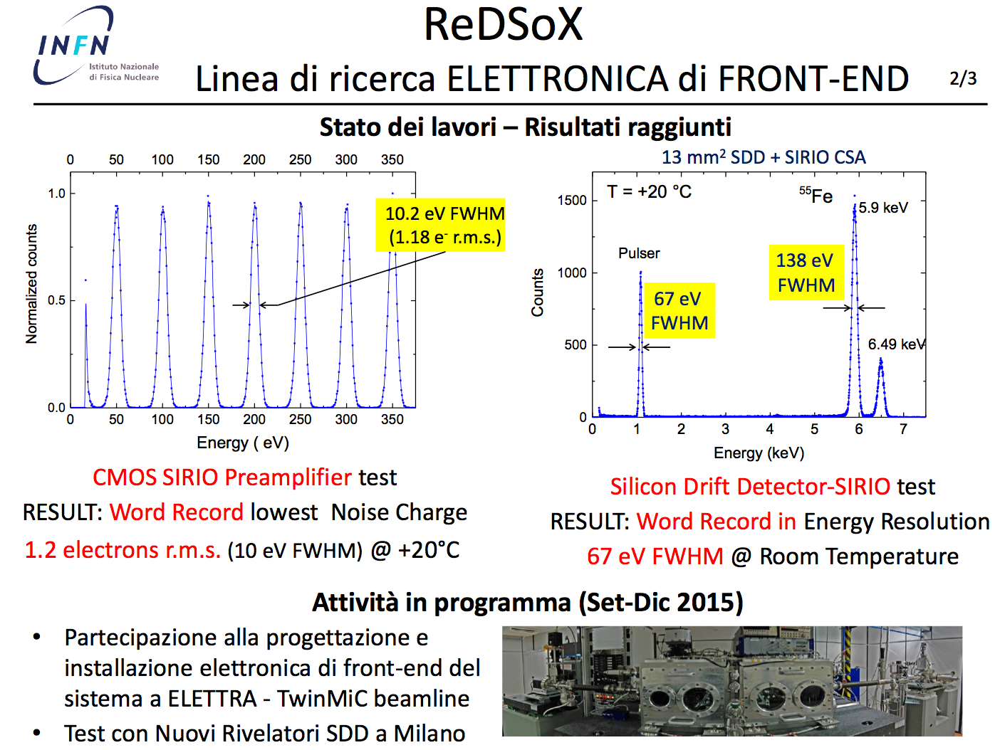 ReDSoX
INFN
Istituto Nazionale
di Fisica Nucleare
Linea di ricerca ELETTRONICA di FRONT-END
2/3
Stato dei lavori – Risultati raggiunti
0 50 100 150 200 250 300 350
1.0
0.5
0.0
Normalized counts
10.2 eV FWHM
(1.18 e- r.m.s.)
0 50 100 150 200 250 300 350
Energy ( eV)
13 mm² SDD + SIRIO CSA
T = +20 °C
⁵⁵Fe
1500
1000
500
0
Counts
5.9 keV
Pulser
138 eV
FWHM
67 eV
FWHM
6.49 keV
0 1 2 3 4 5 6 7
Energy (keV)
CMOS SIRIO Preamplifier test
RESULT: Word Record lowest Noise Charge
1.2 electrons r.m.s. (10 eV FWHM) @ +20°C
Silicon Drift Detector-SIRIO test
RESULT: Word Record in Energy Resolution
67 eV FWHM @ Room Temperature
Attività in programma (Set-Dic 2015)
• Partecipazione alla progettazione e
installazione elettronica di front-end del
sistema a ELETTRA - TwinMiC beamline
• Test con Nuovi Rivelatori SDD a Milano